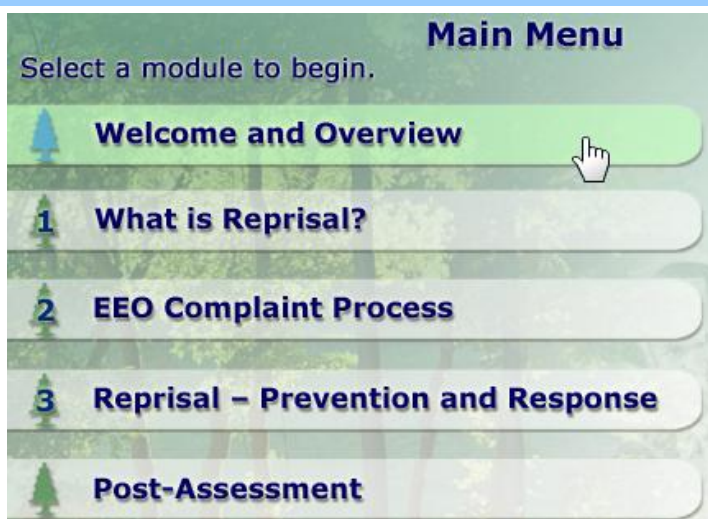 Main Menu
Select a module to begin.
Welcome and Overview
1 What is Reprisal?
2 EEO Complaint Process
3 Reprisal – Prevention and Response
Post-Assessment